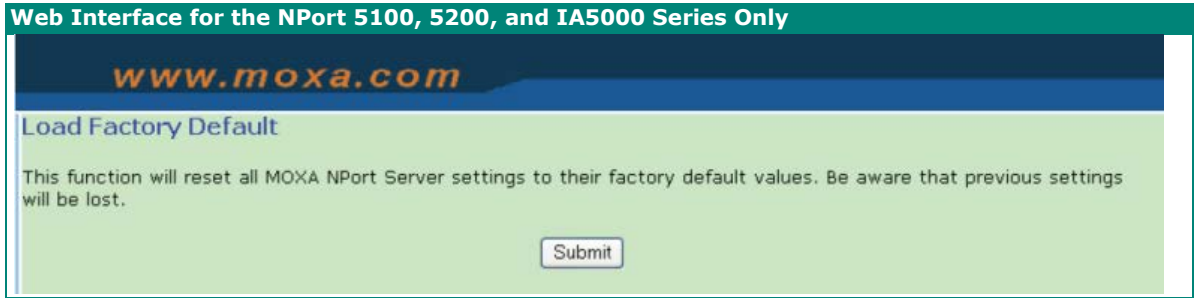 Web Interface for the NPort 5100, 5200, and IA5000 Series Only
www.moxa.com
Load Factory Default
This function will reset all MOXA NPort Server settings to their factory default values. Be aware that previous settings
will be lost.
Submit